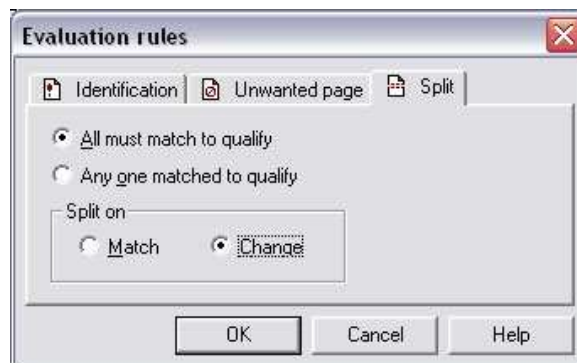 Evaluation rules
Identification Unwanted page Split
All must match to qualify
Any one matched to qualify
Split on
Match Change
OK Cancel Help